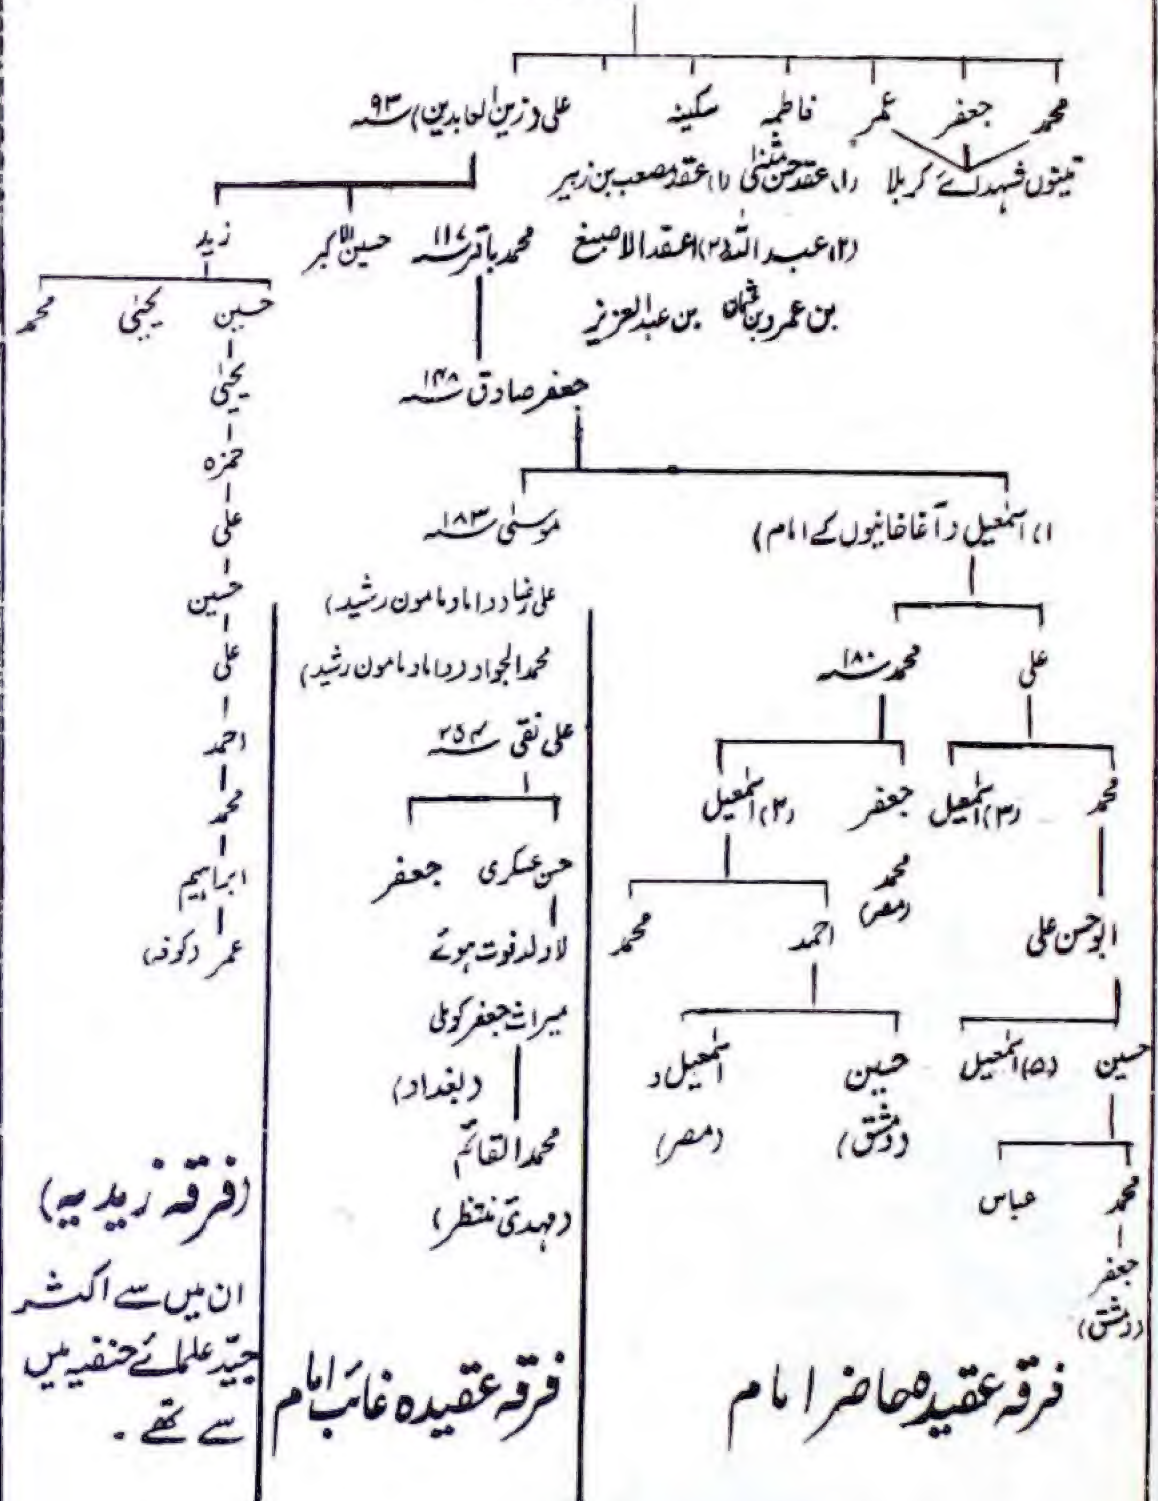 محمد جعفر عمر فاطمہ سکینہ علی (زین العابدین) ۹۳ھ
تینوں شہدائے کربلا (۱) عقد حسن مثنیٰ (۱) عقد مصعب بن زبیر
(۲) عبداللہ (۲) عقد الاصبغ محمد باقر ۱۱۷ھ حسین الاکبر زید
بن عمرو بن عثمان بن عبدالعزیز حسین یحییٰ محمد
جعفر صادق ۱۴۸ھ یحییٰ
حمزہ
(۱) اسمٰعیل (آغاخانیوں کے امام) موسیٰ ۱۸۳ھ علی
علی رضا (داماد مامون رشید) حسین
علی محمد ۱۸۰ھ محمد الجواد (داماد مامون رشید) علی
علی نقی ۲۵۴ھ احمد
محمد (۳) اسمٰعیل جعفر (۲) اسمٰعیل محمد
محمد (مصر) حسن عسکری جعفر ابراہیم
ابوحسن علی احمد محمد لاولد فوت ہوئے عمر (کوفہ)
میراث جعفر کو ملی
حسین (۵) اسمٰعیل حسین اسمٰعیل د (بغداد)
(دمشق) (مصر) محمد القائم
محمد عباس (مہدی منتظر) (فرقہ زیدیہ)
جعفر ان میں سے اکثر
(دمشق) جیّد علمائے حنفیہ میں
فرقہ عقیدہ حاضر امام فرقہ عقیدہ غائب امام سے تھے۔